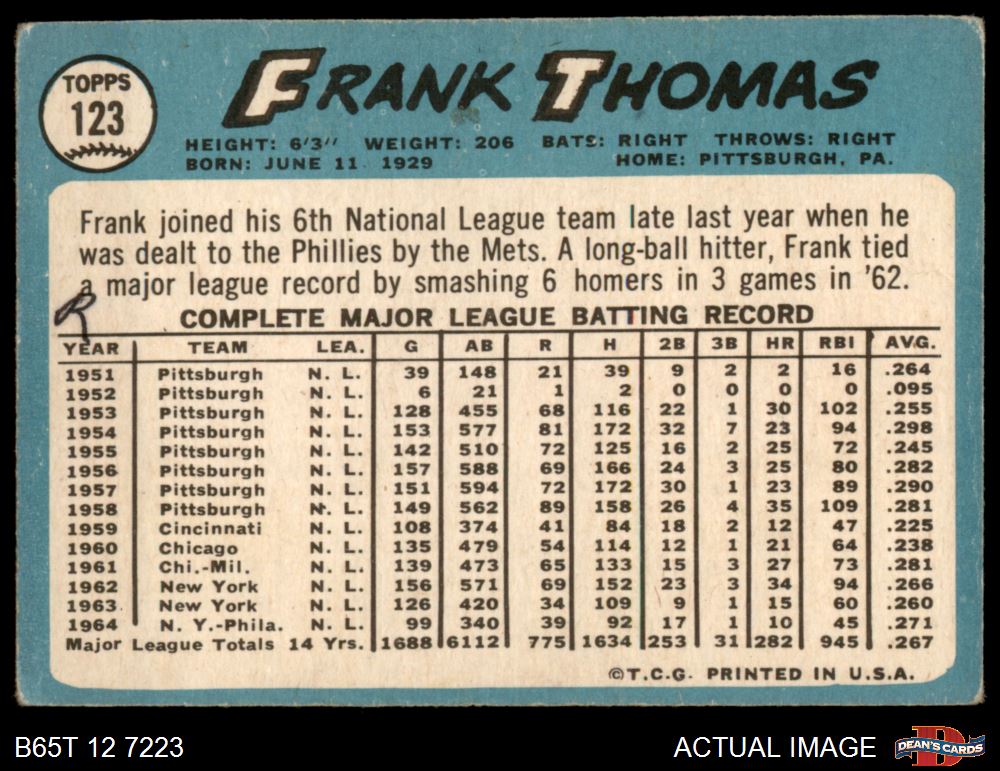 TOPPS
123
FRANK THOMAS
HEIGHT: 6'3" WEIGHT: 206 BATS: RIGHT THROWS: RIGHT
BORN: JUNE 11 1929 HOME: PITTSBURGH, PA.
Frank joined his 6th National League team late last year when he
was dealt to the Phillies by the Mets. A long-ball hitter, Frank tied
a major league record by smashing 6 homers in 3 games in '62.
R
COMPLETE MAJOR LEAGUE BATTING RECORD
YEAR TEAM LEA. G AB R H 2B 3B HR RBI AVG.
1951 Pittsburgh N. L. 39 148 21 39 9 2 2 16 .264
1952 Pittsburgh N. L. 6 21 1 2 0 0 0 0 .095
1953 Pittsburgh N. L. 128 455 68 116 22 1 30 102 .255
1954 Pittsburgh N. L. 153 577 81 172 32 7 23 94 .298
1955 Pittsburgh N. L. 142 510 72 125 16 2 25 72 .245
1956 Pittsburgh N. L. 157 588 69 166 24 3 25 80 .282
1957 Pittsburgh N. L. 151 594 72 172 30 1 23 89 .290
1958 Pittsburgh N. L. 149 562 89 158 26 4 35 109 .281
1959 Cincinnati N. L. 108 374 41 84 18 2 12 47 .225
1960 Chicago N. L. 135 479 54 114 12 1 21 64 .238
1961 Chi.-Mil. N. L. 139 473 65 133 15 3 27 73 .281
1962 New York N. L. 156 571 69 152 23 3 34 94 .266
1963 New York N. L. 126 420 34 109 9 1 15 60 .260
1964 N. Y.-Phila. N. L. 99 340 39 92 17 1 10 45 .271
Major League Totals 14 Yrs. 1688 6112 775 1634 253 31 282 945 .267
©T.C.G. PRINTED IN U.S.A.
B65T 12 7223
ACTUAL IMAGE
D
DEAN'S CARDS